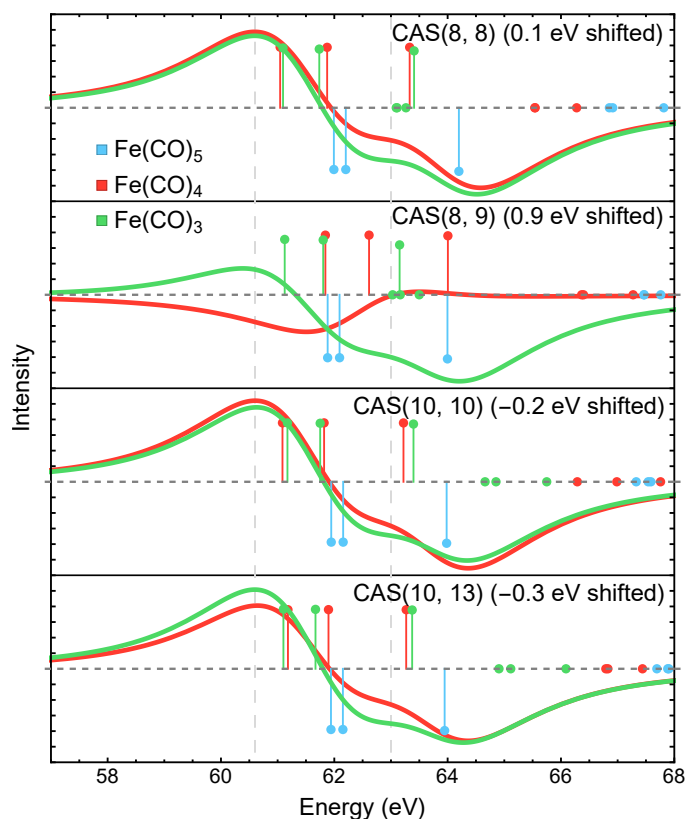 CAS(8, 8) (0.1 eV shifted)
Fe(CO)5
Fe(CO)4
Fe(CO)3
CAS(8, 9) (0.9 eV shifted)
CAS(10, 10) (−0.2 eV shifted)
CAS(10, 13) (−0.3 eV shifted)
Intensity
58 60 62 64 66 68
Energy (eV)